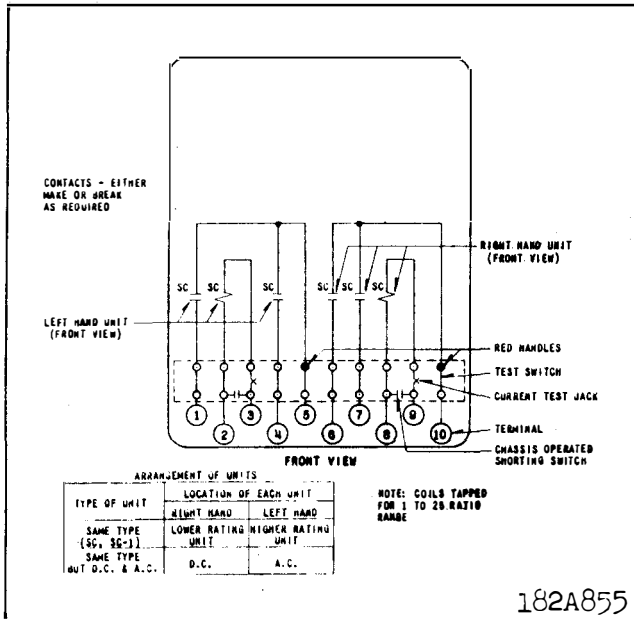 CONTACTS - EITHER
MAKE OR BREAK
AS REQUIRED
RIGHT HAND UNIT
(FRONT VIEW)
SC SC SC SC SC
LEFT HAND UNIT
(FRONT VIEW)
RED HANDLES
TEST SWITCH
CURRENT TEST JACK
1 3 4 5 6 7 9
2 8 10
TERMINAL
CHASSIS OPERATED
SHORTING SWITCH
FRONT VIEW
ARRANGEMENT OF UNITS
TYPE OF UNIT
LOCATION OF EACH UNIT
RIGHT HAND LEFT HAND
SAME TYPE
(SC, SC-1)
LOWER RATING
UNIT
HIGHER RATING
UNIT
SAME TYPE
BUT D.C. & A.C.
D.C. A.C.
NOTE: COILS TAPPED
FOR 1 TO 25 RATIO
RANGE
182A855